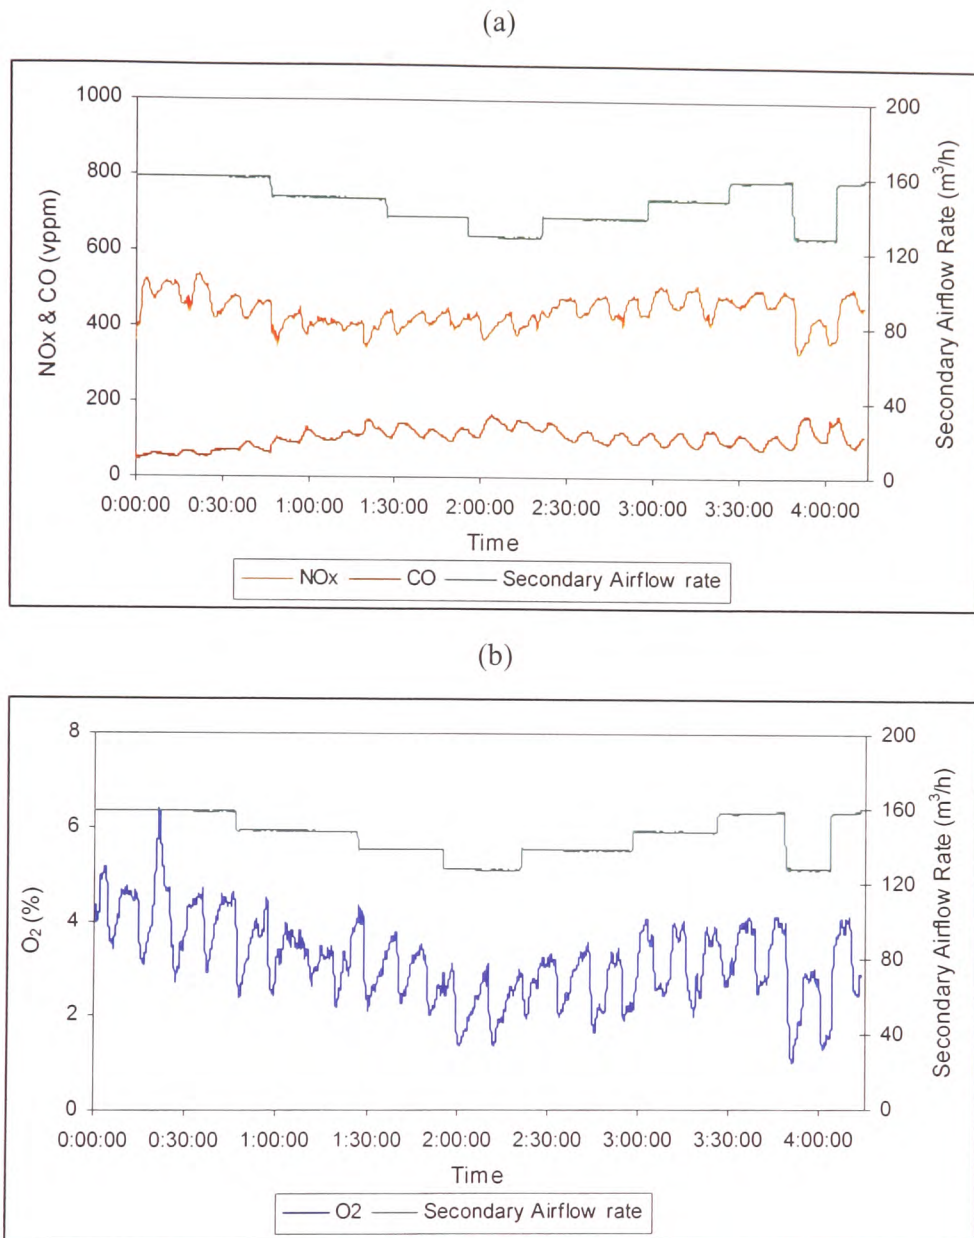 (a)
1000
800
600
400
200
0
NOx & CO (vppm)
200
160
120
80
40
0
Secondary Airflow Rate (m³/h)
0:00:00 0:30:00 1:00:00 1:30:00 2:00:00 2:30:00 3:00:00 3:30:00 4:00:00
Time
NOx CO Secondary Airflow rate
(b)
8
6
4
2
0
O₂ (%)
200
160
120
80
40
0
Secondary Airflow Rate (m³/h)
0:00:00 0:30:00 1:00:00 1:30:00 2:00:00 2:30:00 3:00:00 3:30:00 4:00:00
Time
O2 Secondary Airflow rate